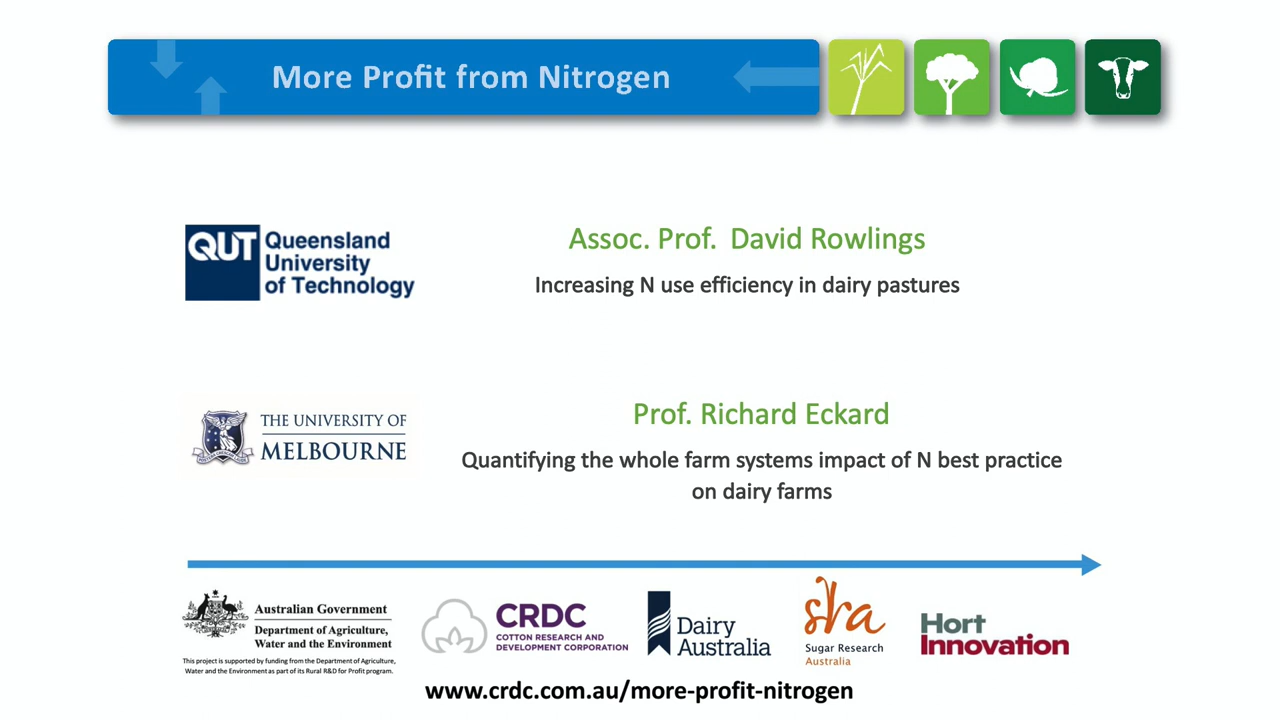 More Profit from Nitrogen
QUT
Queensland
University
of Technology
Assoc. Prof. David Rowlings
Increasing N use efficiency in dairy pastures
THE UNIVERSITY OF
MELBOURNE
Prof. Richard Eckard
Quantifying the whole farm systems impact of N best practice
on dairy farms
Australian Government
Department of Agriculture,
Water and the Environment
This project is supported by funding from the Department of Agriculture,
Water and the Environment as part of its Rural R&D for Profit program.
CRDC
COTTON RESEARCH AND
DEVELOPMENT CORPORATION
Dairy
Australia
sra
Sugar Research
Australia
Hort
Innovation
www.crdc.com.au/more-profit-nitrogen